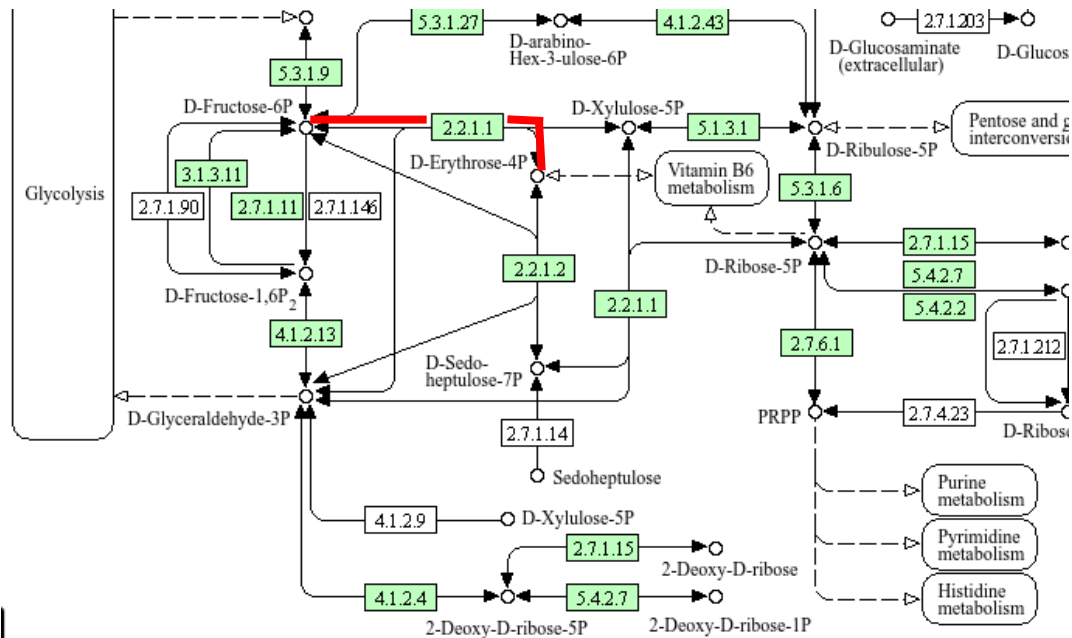 5.3.1.27
4.1.2.43
2.7.1.203
D-arabino-
Hex-3-ulose-6P
D-Glucosaminate
(extracellular)
D-Glucos
5.3.1.9
D-Fructose-6P
D-Xylulose-5P
2.2.1.1
5.1.3.1
D-Ribulose-5P
Pentose and g
interconversi
D-Erythrose-4P
Vitamin B6
metabolism
Glycolysis
3.1.3.11
2.7.1.90
2.7.1.11
2.7.1.146
5.3.1.6
2.7.1.15
D-Ribose-5P
2.2.1.2
5.4.2.7
D-Fructose-1,6P2
2.2.1.1
5.4.2.2
4.1.2.13
2.7.6.1
2.7.1.212
D-Sedo-
heptulose-7P
D-Glyceraldehyde-3P
PRPP
2.7.4.23
D-Ribose
2.7.1.14
Sedoheptulose
Purine
metabolism
4.1.2.9
D-Xylulose-5P
Pyrimidine
metabolism
2.7.1.15
2-Deoxy-D-ribose
Histidine
metabolism
4.1.2.4
5.4.2.7
2-Deoxy-D-ribose-5P
2-Deoxy-D-ribose-1P